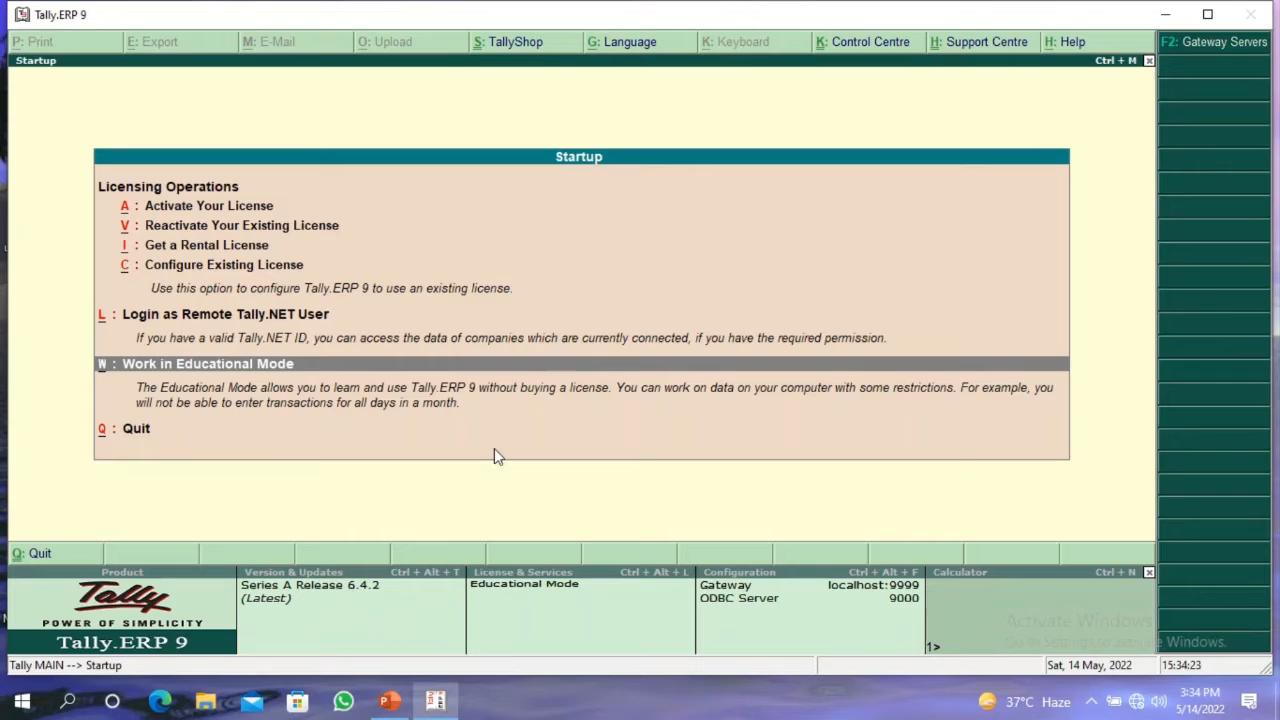 Tally.ERP 9
P: Print E: Export M: E-Mail O: Upload S: TallyShop G: Language K: Keyboard K: Control Centre H: Support Centre H: Help F2: Gateway Servers
Startup Ctrl + M
Startup
Licensing Operations
A : Activate Your License
V : Reactivate Your Existing License
I : Get a Rental License
C : Configure Existing License
Use this option to configure Tally.ERP 9 to use an existing license.
L : Login as Remote Tally.NET User
If you have a valid Tally.NET ID, you can access the data of companies which are currently connected, if you have the required permission.
W : Work in Educational Mode
The Educational Mode allows you to learn and use Tally.ERP 9 without buying a license. You can work on data on your computer with some restrictions. For example, you
will not be able to enter transactions for all days in a month.
Q : Quit
Q: Quit
Product Version & Updates Ctrl + Alt + T License & Services Ctrl + Alt + L Configuration Ctrl + Alt + F Calculator Ctrl + N
Series A Release 6.4.2 Educational Mode Gateway localhost:9999
(Latest) ODBC Server 9000
Tally
POWER OF SIMPLICITY
Tally.ERP 9
1>
Activate Windows
Go to Settings to activate Windows.
Tally MAIN --> Startup Sat, 14 May, 2022 15:34:23
37°C Haze 3:34 PM
5/14/2022